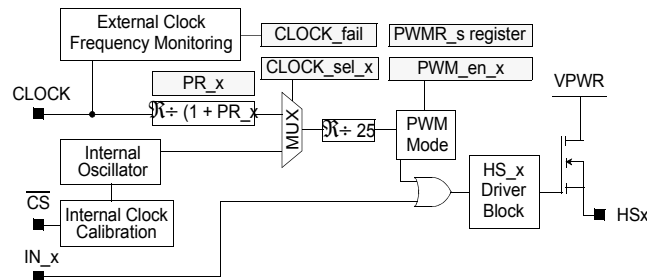 External Clock
Frequency Monitoring
CLOCK_fail
PWMR_s register
PR_x
CLOCK_sel_x
PWM_en_x
VPWR
CLOCK
ℜ÷ (1 + PR_x
MUX
ℜ÷ 25
PWM
Mode
Internal
Oscillator
HS_x
Driver
Block
CS
Internal Clock
Calibration
HSx
IN_x